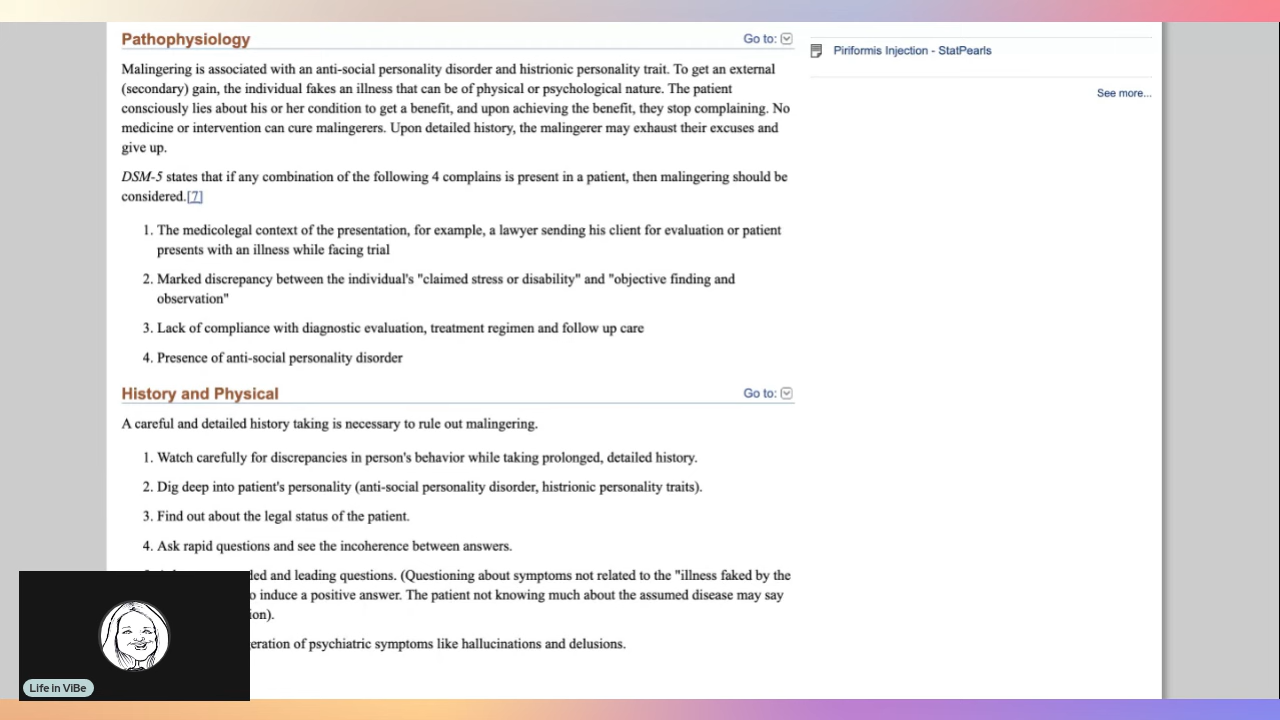 Pathophysiology
Go to:
Malingering is associated with an anti-social personality disorder and histrionic personality trait. To get an external
(secondary) gain, the individual fakes an illness that can be of physical or psychological nature. The patient
consciously lies about his or her condition to get a benefit, and upon achieving the benefit, they stop complaining. No
medicine or intervention can cure malingerers. Upon detailed history, the malingerer may exhaust their excuses and
give up.
DSM-5 states that if any combination of the following 4 complains is present in a patient, then malingering should be
considered.[7]
1. The medicolegal context of the presentation, for example, a lawyer sending his client for evaluation or patient
presents with an illness while facing trial
2. Marked discrepancy between the individual's "claimed stress or disability" and "objective finding and
observation"
3. Lack of compliance with diagnostic evaluation, treatment regimen and follow up care
4. Presence of anti-social personality disorder
History and Physical
Go to:
A careful and detailed history taking is necessary to rule out malingering.
1. Watch carefully for discrepancies in person's behavior while taking prolonged, detailed history.
2. Dig deep into patient's personality (anti-social personality disorder, histrionic personality traits).
3. Find out about the legal status of the patient.
4. Ask rapid questions and see the incoherence between answers.
and leading questions. (Questioning about symptoms not related to the "illness faked by the
induce a positive answer. The patient not knowing much about the assumed disease may say
of psychiatric symptoms like hallucinations and delusions.
Piriformis Injection - StatPearls
See more...
Life in ViBe